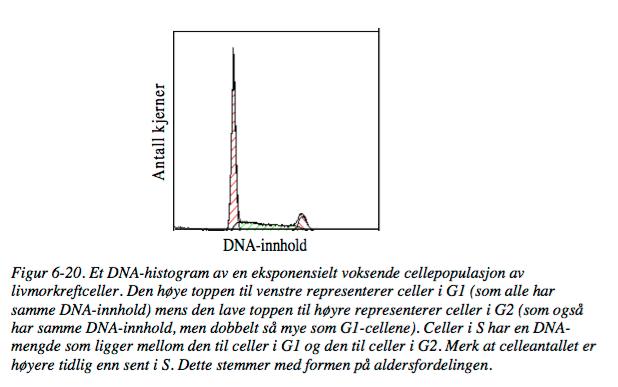 Antall kjerner
DNA-innhold
Figur 6-20. Et DNA-histogram av en eksponensielt voksende cellepopulasjon av
livmorkreftceller. Den høye toppen til venstre representerer celler i G1 (som alle har
samme DNA-innhold) mens den lave toppen til høyre representerer celler i G2 (som også
har samme DNA-innhold, men dobbelt så mye som G1-cellene). Celler i S har en DNA-
mengde som ligger mellom den til celler i G1 og den til celler i G2. Merk at celleantallet er
høyere tidlig enn sent i S. Dette stemmer med formen på aldersfordelingen.